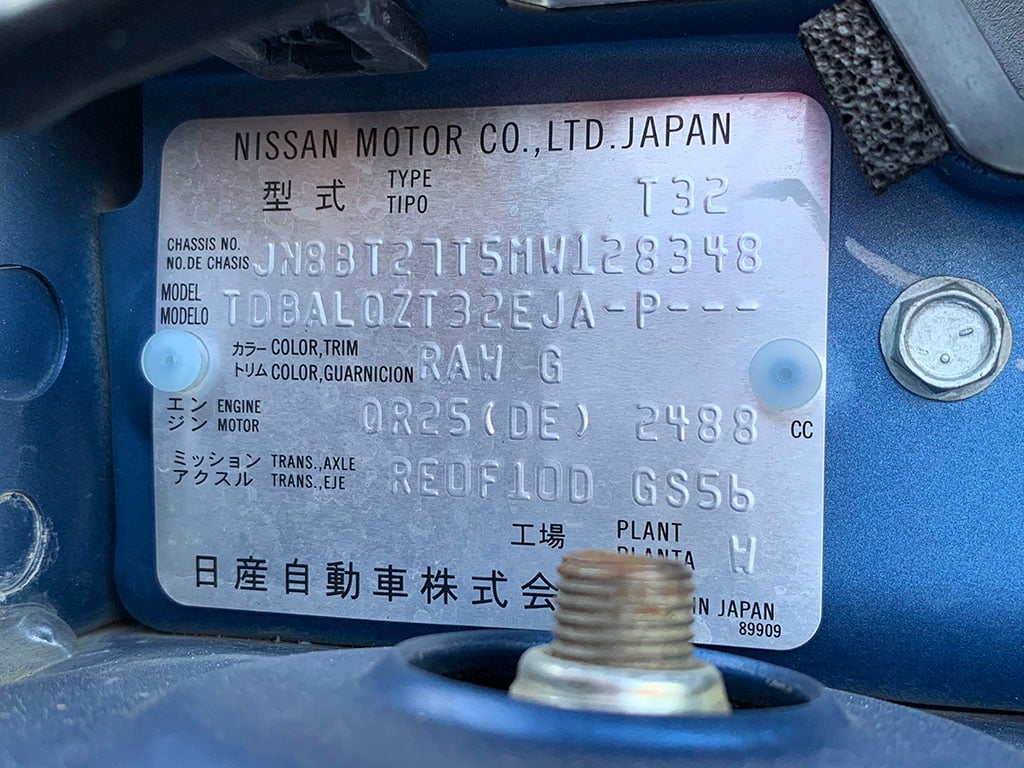 NISSAN MOTOR CO.,LTD.JAPAN
型式 TYPE T32
TIPO
CHASSIS NO. JN8BT27T5MW128348
NO.DE CHASIS
MODEL TDBALQZT32EJA-P---
MODELO
カラー COLOR,TRIM RAW G
トリム COLOR,GUARNICION
エン ENGINE QR25(DE) 2488 CC
ジン MOTOR
ミッション TRANS.,AXLE RE0F10D GS56
アクスル TRANS.,EJE
工場 PLANT W
PLANTA
日産自動車株式会 IN JAPAN
89909